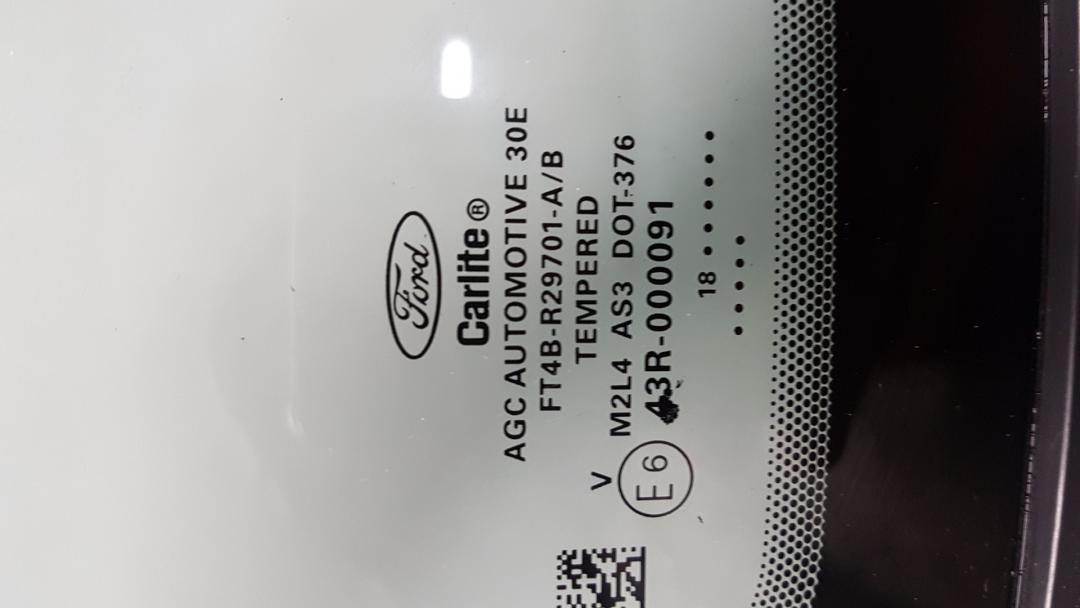 Ford
Carlite®
AGC AUTOMOTIVE 30E
FT4B-R29701-A/B
TEMPERED
V
M2L4 AS3 DOT-376
E6 43R-000091
18 .......
.....